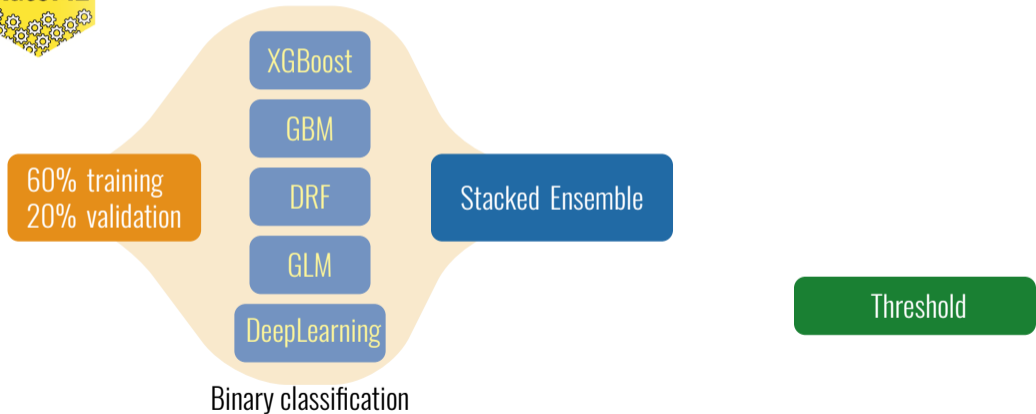 XGBoost
GBM
60% training
20% validation
DRF
Stacked Ensemble
GLM
Threshold
DeepLearning
Binary classification